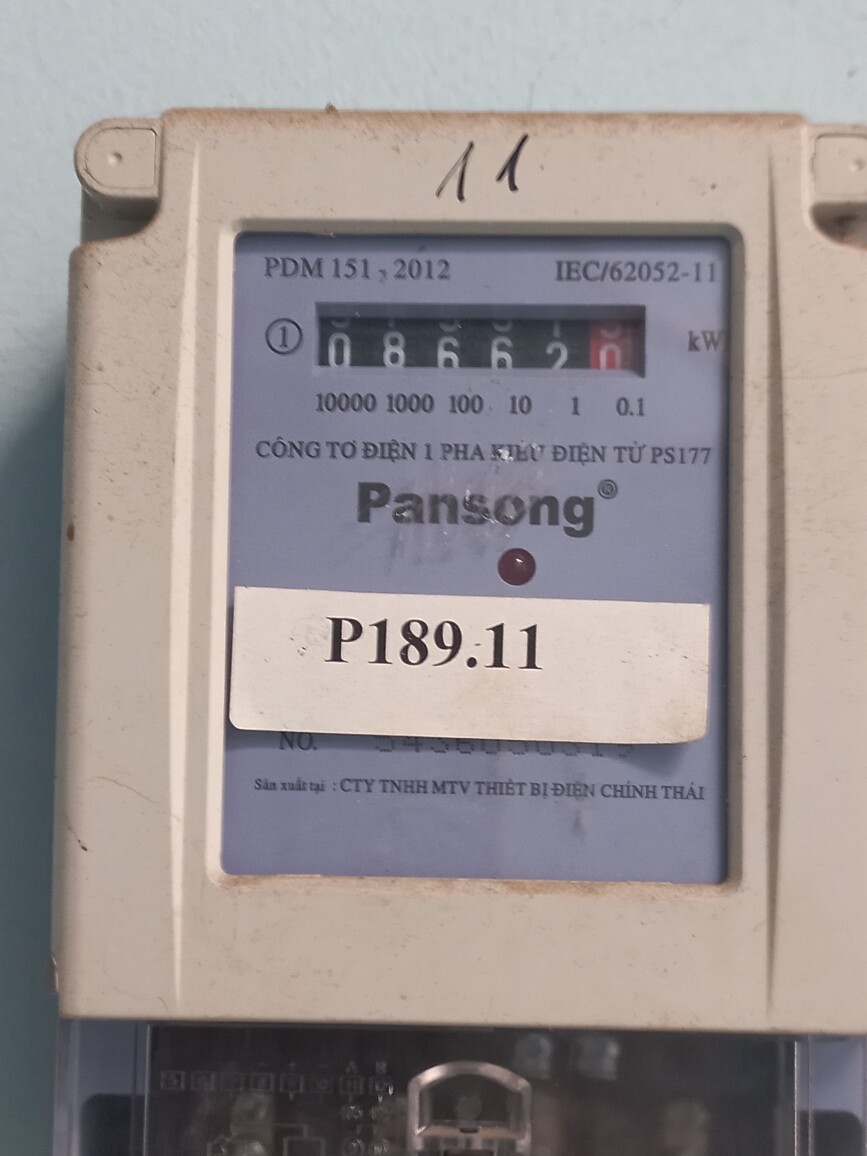 11
PDM 151, 2012 IEC/62052-11
① 0 8 6 6 2 0 kW
10000 1000 100 10 1 0.1
CÔNG TƠ ĐIỆN 1 PHA KIỂU ĐIỆN TỬ PS177
Pansong®
P189.11
NO.
Sản xuất tại : CTY TNHH MTV THIẾT BỊ ĐIỆN CHÍNH THÁI